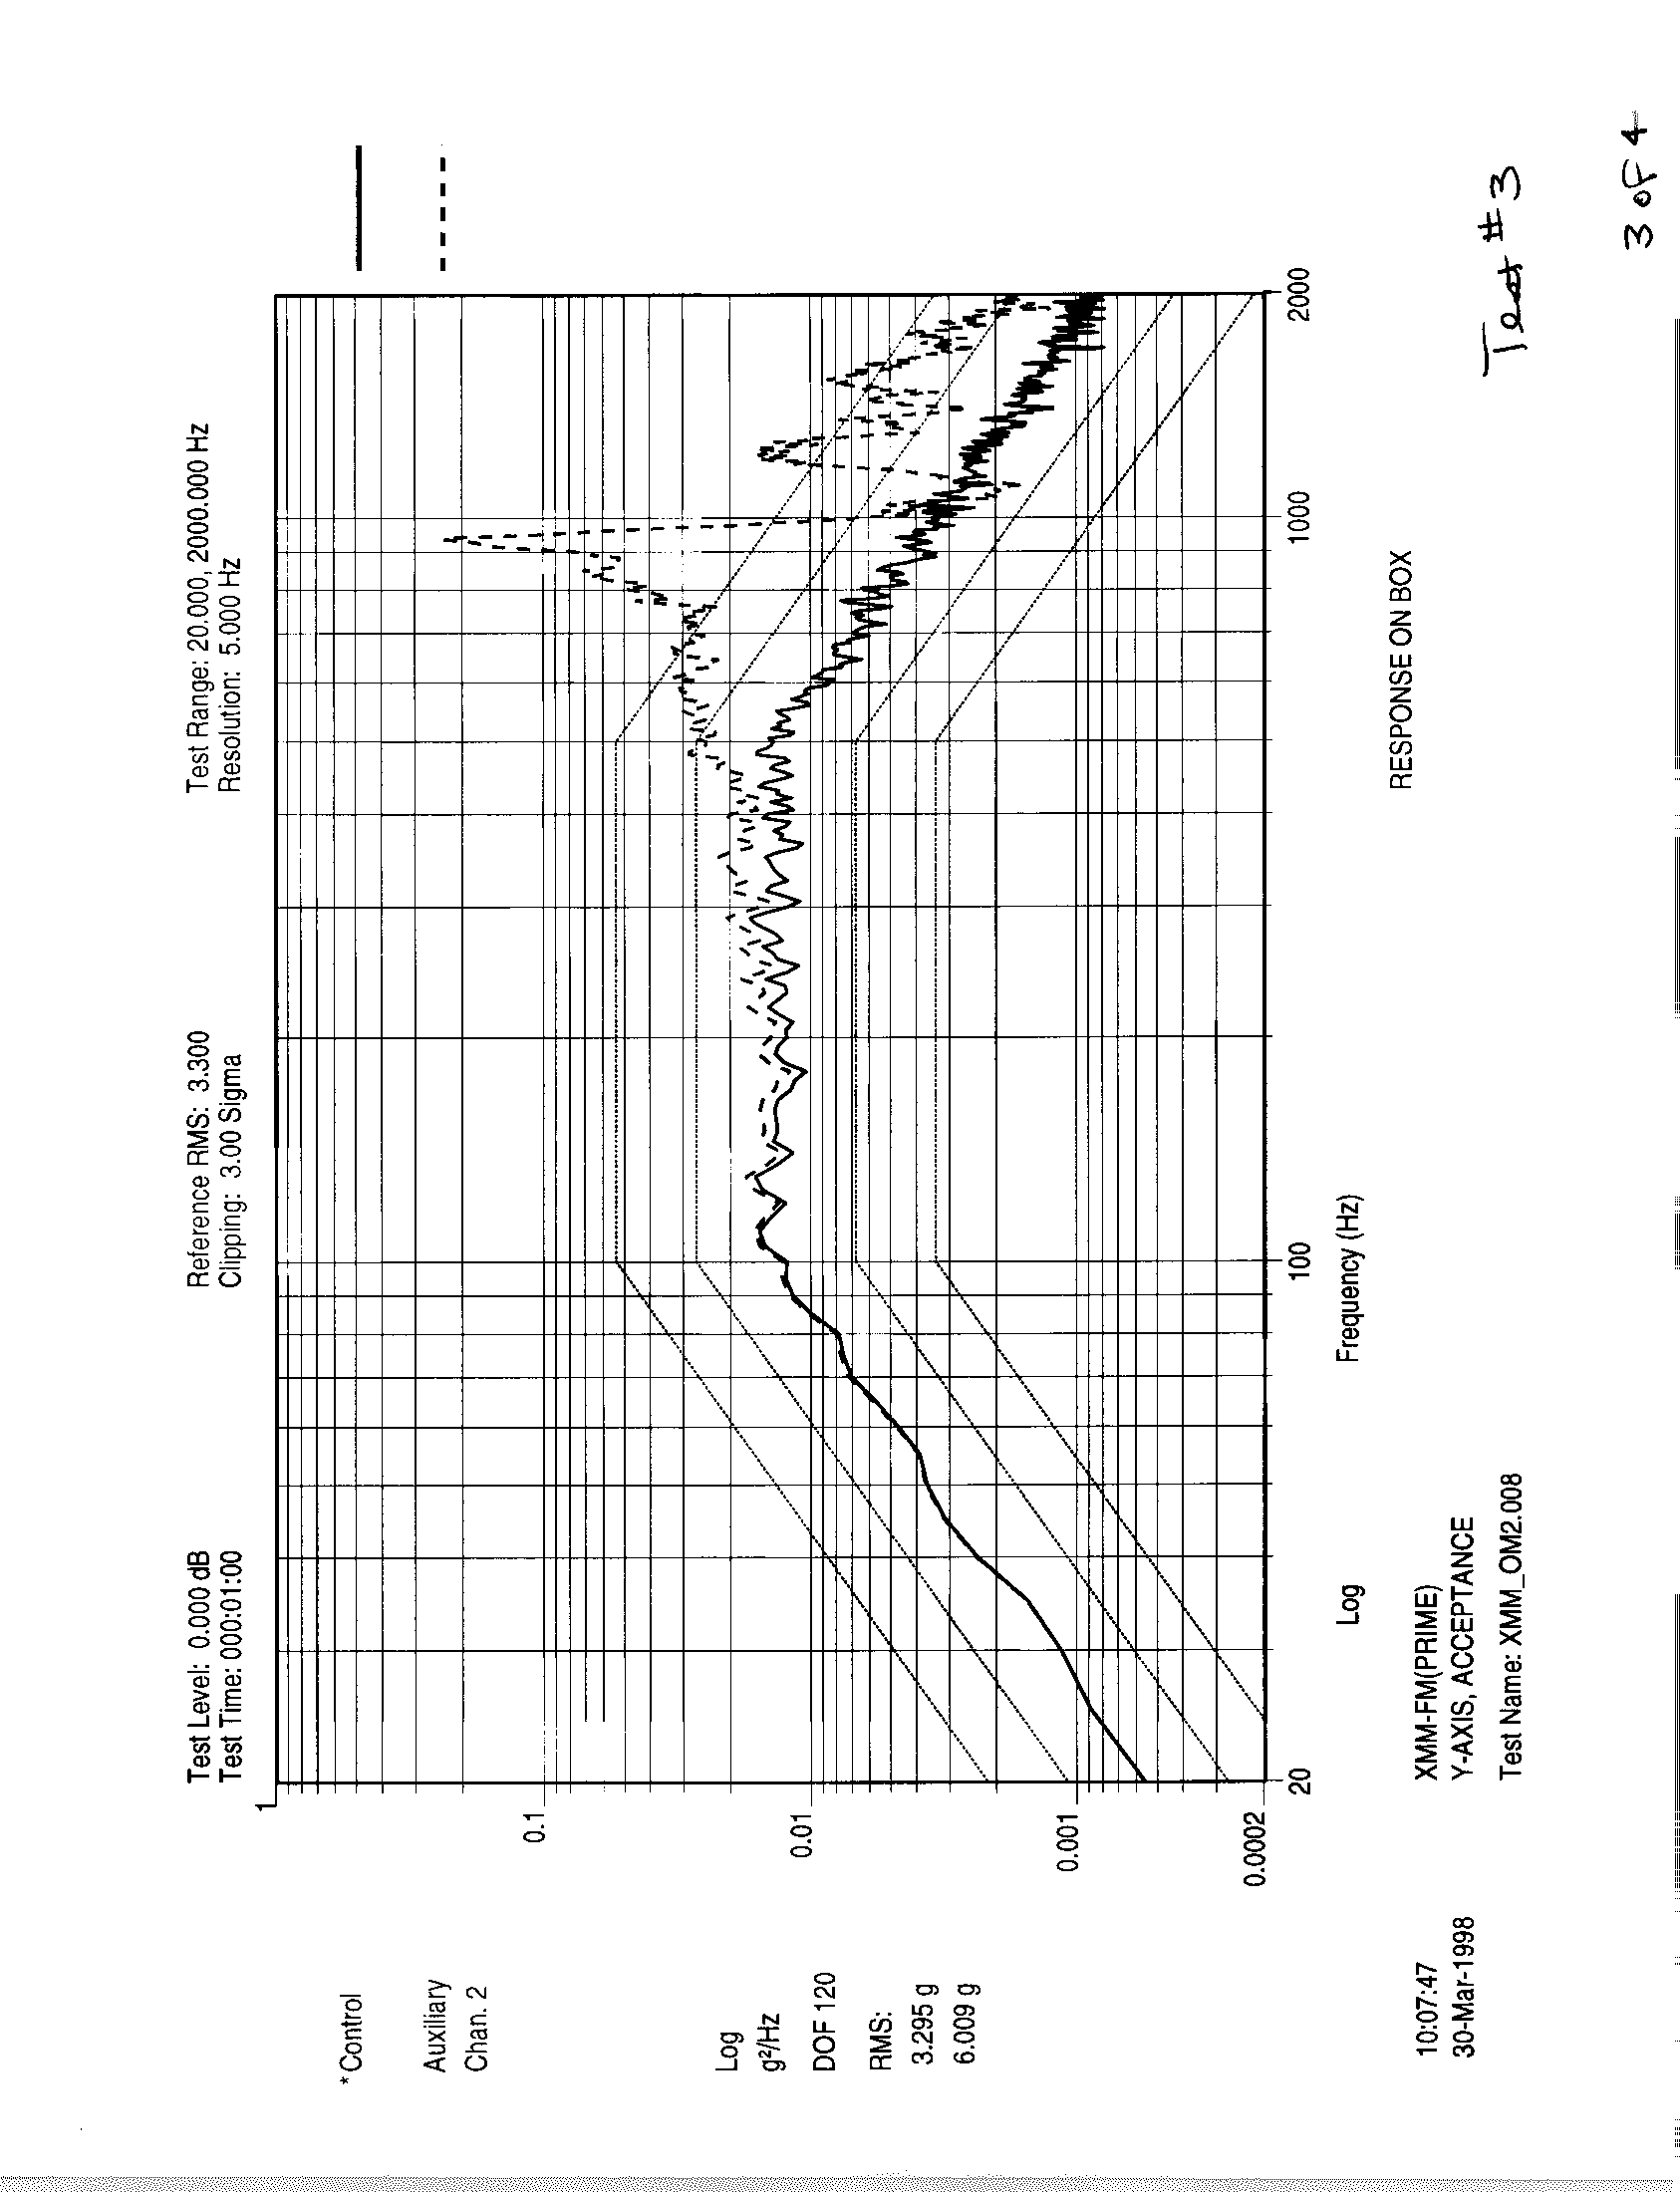 Test Level: 0.000 dB
Test Time: 000:01:00
Reference RMS: 3.300
Clipping: 3.00 Sigma
Test Range: 20.000, 2000.000 Hz
Resolution: 5.000 Hz
*Control
Auxiliary
Chan. 2
Log
g²/Hz
DOF 120
RMS:
3.295 g
6.009 g
1
0.1
0.01
0.001
0.0002
20
100
1000
2000
Log
Frequency (Hz)
RESPONSE ON BOX
10:07:47
30-Mar-1998
XMM-FM(PRIME)
Y-AXIS, ACCEPTANCE
Test Name: XMM_OM2.008
Test #3
3 of 4